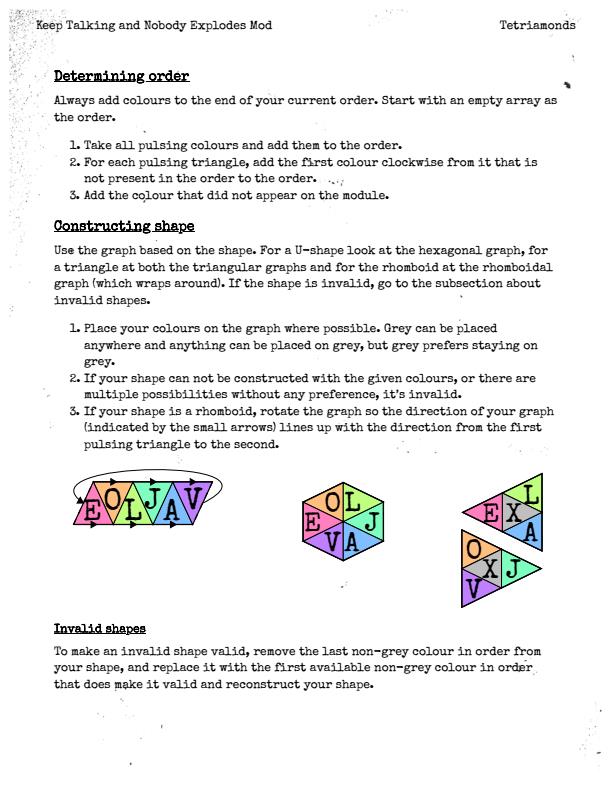 Keep Talking and Nobody Explodes Mod
Tetriamonds
Determining order
Always add colours to the end of your current order. Start with an empty array as
the order.
1. Take all pulsing colours and add them to the order.
2. For each pulsing triangle, add the first colour clockwise from it that is
not present in the order to the order.
3. Add the colour that did not appear on the module.
Constructing shape
Use the graph based on the shape. For a U-shape look at the hexagonal graph, for
a triangle at both the triangular graphs and for the rhomboid at the rhomboidal
graph (which wraps around). If the shape is invalid, go to the subsection about
invalid shapes.
1. Place your colours on the graph where possible. Grey can be placed
anywhere and anything can be placed on grey, but grey prefers staying on
grey.
2. If your shape can not be constructed with the given colours, or there are
multiple possibilities without any preference, it's invalid.
3. If your shape is a rhomboid, rotate the graph so the direction of your graph
(indicated by the small arrows) lines up with the direction from the first
pulsing triangle to the second.
E O L J A V
O L
E J
V A
L
E X
A
O
X J
V
Invalid shapes
To make an invalid shape valid, remove the last non-grey colour in order from
your shape, and replace it with the first available non-grey colour in order
that does make it valid and reconstruct your shape.